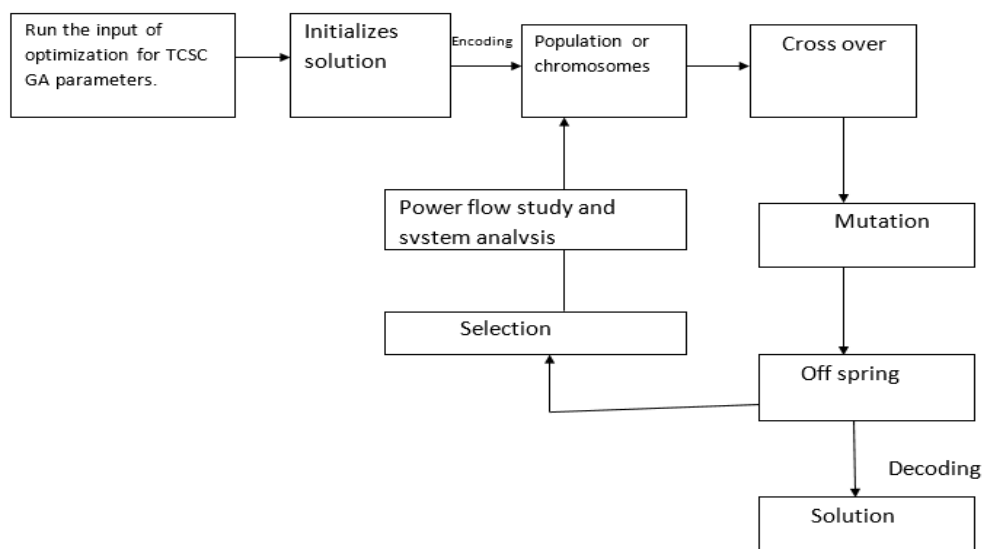 Run the input of
optimization for TCSC
GA parameters.
Initializes
solution
Encoding
Population or
chromosomes
Cross over
Power flow study and
system analysis
Mutation
Selection
Off spring
Decoding
Solution